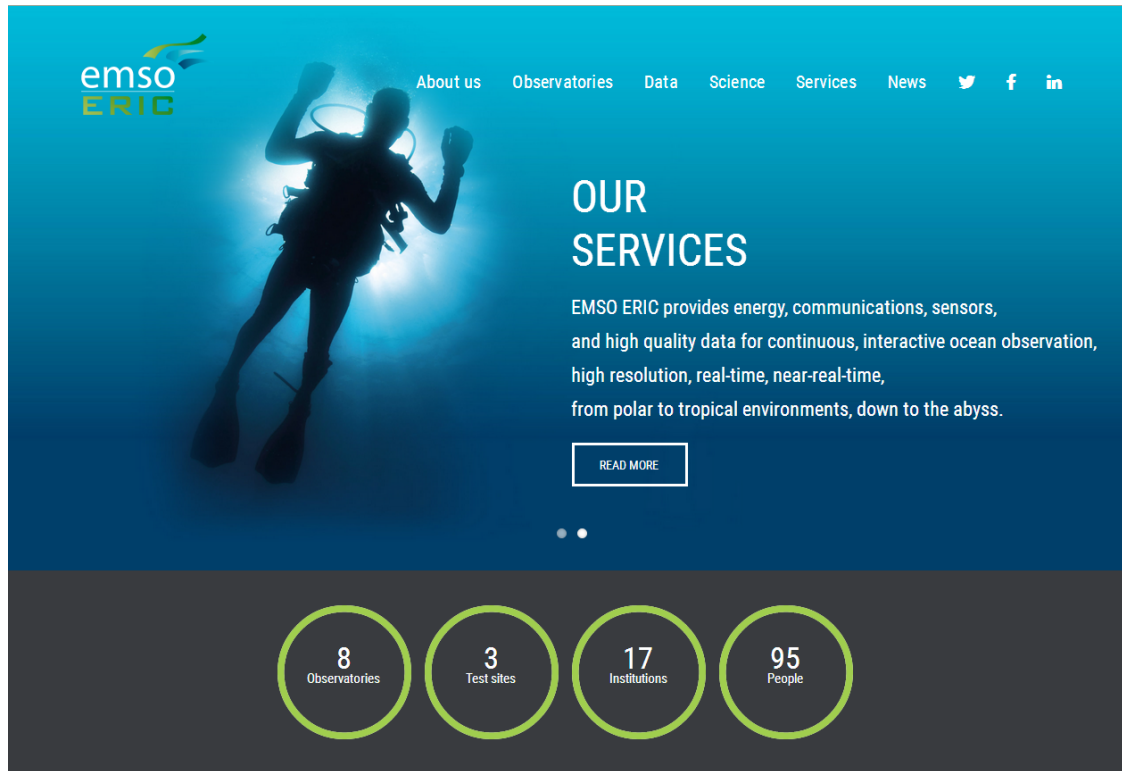 emso
ERIC
About us Observatories Data Science Services News
OUR
SERVICES
EMSO ERIC provides energy, communications, sensors,
and high quality data for continuous, interactive ocean observation,
high resolution, real-time, near-real-time,
from polar to tropical environments, down to the abyss.
READ MORE
8
Observatories
3
Test sites
17
Institutions
95
People